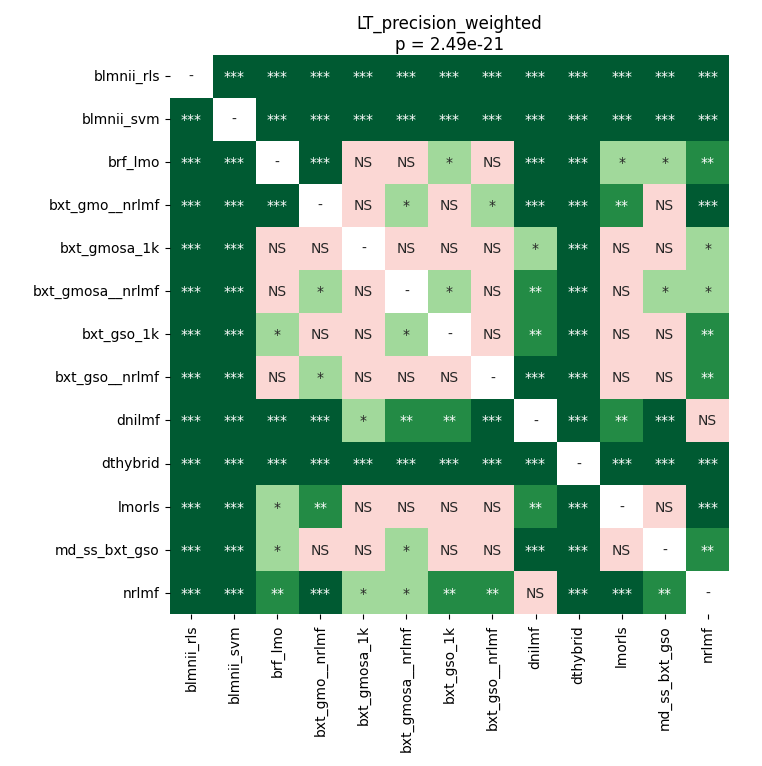 LT_precision_weighted
p = 2.49e-21
blmnii_rls - *** *** *** *** *** *** *** *** *** *** *** ***
blmnii_svm *** - *** *** *** *** *** *** *** *** *** *** ***
brf_lmo *** *** - *** NS NS * NS *** *** * * **
bxt_gmo__nrlmf *** *** *** - NS * NS * *** *** ** NS ***
bxt_gmosa_1k *** *** NS NS - NS NS NS * *** NS NS *
bxt_gmosa__nrlmf *** *** NS * NS - * NS ** *** NS * *
bxt_gso_1k *** *** * NS NS * - NS ** *** NS NS **
bxt_gso__nrlmf *** *** NS * NS NS NS - *** *** NS NS **
dnilmf *** *** *** *** * ** ** *** - *** ** *** NS
dthybrid *** *** *** *** *** *** *** *** *** - *** *** ***
lmorls *** *** * ** NS NS NS NS ** *** - NS ***
md_ss_bxt_gso *** *** * NS NS * NS NS *** *** NS - **
nrlmf *** *** ** *** * * ** ** NS *** *** ** -
blmnii_rls
blmnii_svm
brf_lmo
bxt_gmo__nrlmf
bxt_gmosa_1k
bxt_gmosa__nrlmf
bxt_gso_1k
bxt_gso__nrlmf
dnilmf
dthybrid
lmorls
md_ss_bxt_gso
nrlmf